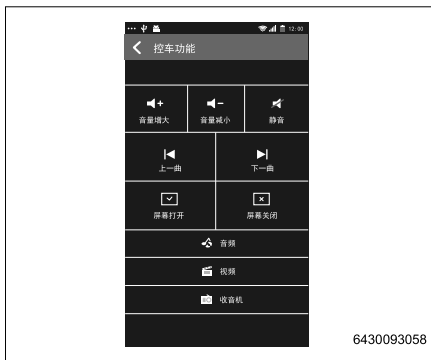 12:00
控车功能
音量增大 音量减小 静音
上一曲 下一曲
屏幕打开 屏幕关闭
音频
视频
收音机
6430093058